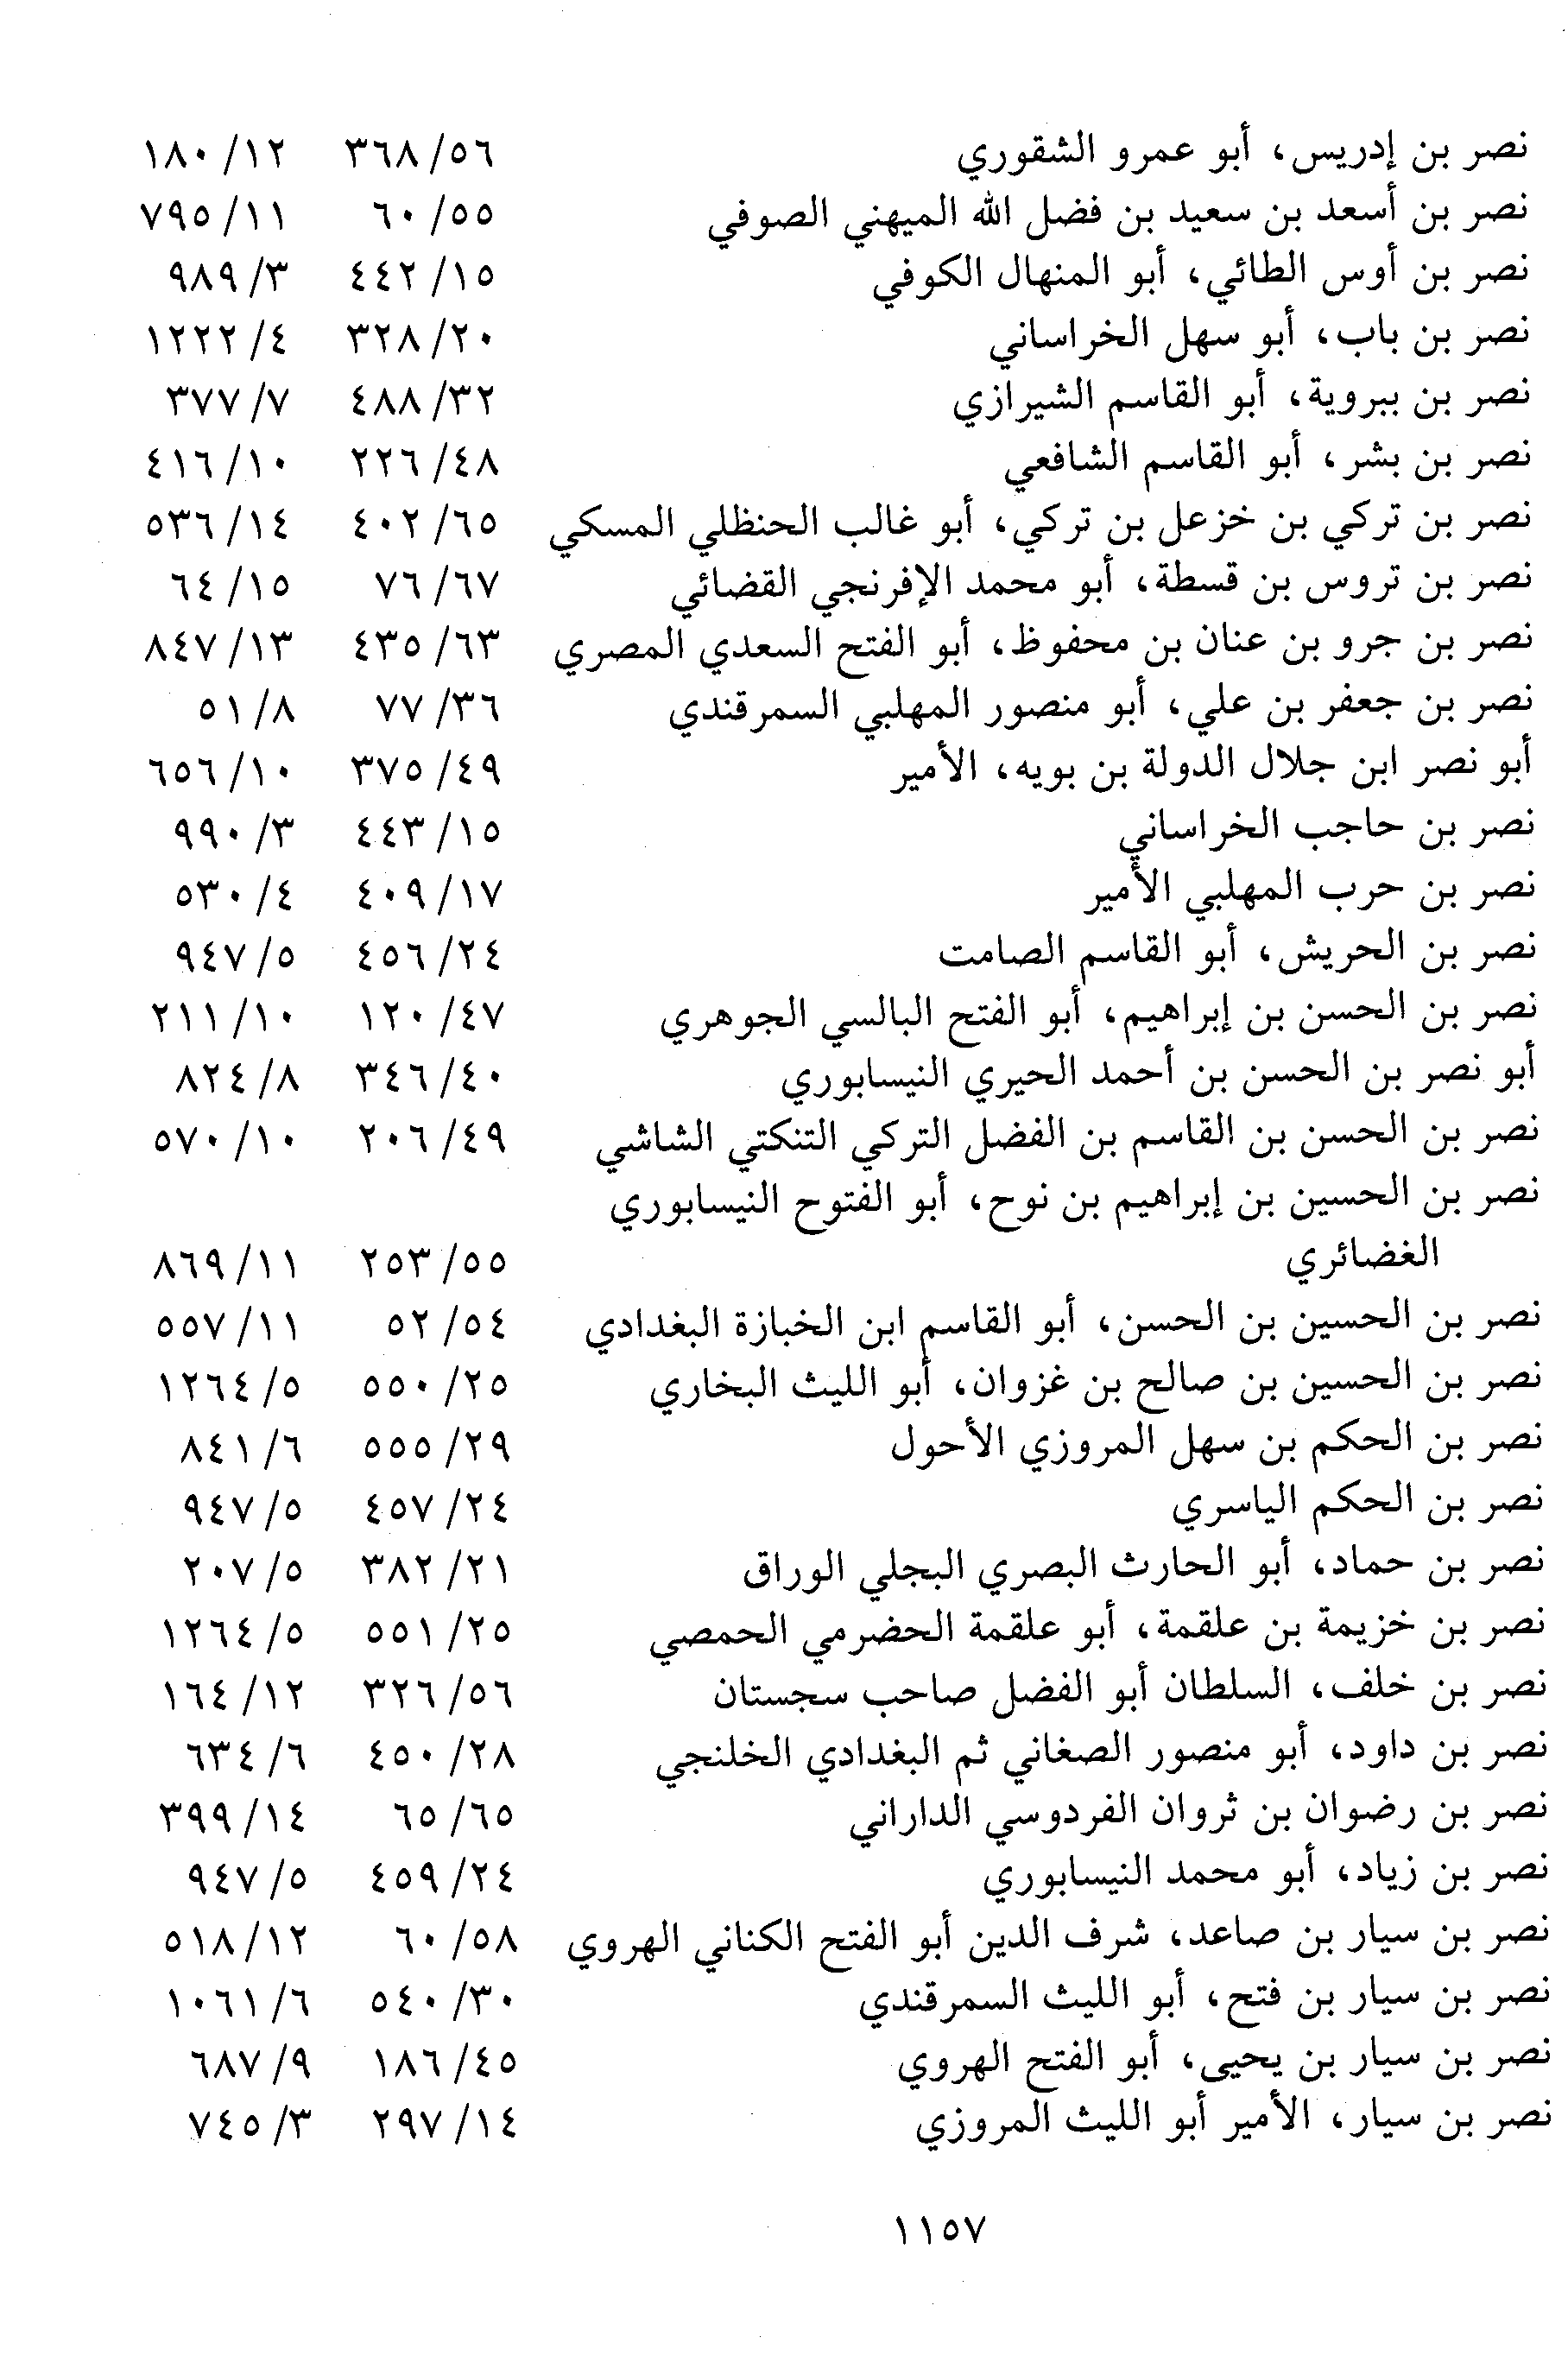 نصر بن إدريس، أبو عمرو الشقوري ٥٦/ ٣٦٨ ١٢/ ١٨٠
نصر بن أسعد بن سعيد بن فضل الله الميهني الصوفي ٥٥/ ٦٠ ١١/ ٧٩٥
نصر بن أوس الطائي، أبو المنهال الكوفي ١٥/ ٤٤٢ ٣/ ٩٨٩
نصر بن باب، أبو سهل الخراساني ٢٠/ ٣٢٨ ٤/ ١٢٢٢
نصر بن ببروية، أبو القاسم الشيرازي ٣٢/ ٤٨٨ ٧/ ٣٧٧
نصر بن بشر، أبو القاسم الشافعي ٤٨/ ٢٢٦ ١٠/ ٤١٦
نصر بن تركي بن خزعل بن تركي، أبو غالب الحنظلي المسكي ٦٥/ ٤٠٢ ١٤/ ٥٣٦
نصر بن تروس بن قسطة، أبو محمد الإفرنجي القضائي ٦٧/ ٧٦ ١٥/ ٦٤
نصر بن جرو بن عنان بن محفوظ، أبو الفتح السعدي المصري ٦٣/ ٤٣٥ ١٣/ ٨٤٧
نصر بن جعفر بن علي، أبو منصور المهلبي السمرقندي ٣٦/ ٧٧ ٨/ ٥١
أبو نصر ابن جلال الدولة بن بويه، الأمير ٤٩/ ٣٧٥ ١٠/ ٦٥٦
نصر بن حاجب الخراساني ١٥/ ٤٤٣ ٣/ ٩٩٠
نصر بن حرب المهلبي الأمير ١٧/ ٤٠٩ ٤/ ٥٣٠
نصر بن الحريش، أبو القاسم الصامت ٢٤/ ٤٥٦ ٥/ ٩٤٧
نصر بن الحسن بن إبراهيم، أبو الفتح البالسي الجوهري ٤٧/ ١٢٠ ١٠/ ٢١١
أبو نصر بن الحسن بن أحمد الحيري النيسابوري ٤٠/ ٣٤٦ ٨/ ٨٢٤
نصر بن الحسن بن القاسم بن الفضل التركي التنكتي الشاشي ٤٩/ ٢٠٦ ١٠/ ٥٧٠
نصر بن الحسين بن إبراهيم بن نوح، أبو الفتوح النيسابوري
الغضائري ٥٥/ ٢٥٣ ١١/ ٨٦٩
نصر بن الحسين بن الحسن، أبو القاسم ابن الخبازة البغدادي ٥٤/ ٥٢ ١١/ ٥٥٧
نصر بن الحسين بن صالح بن غزوان، أبو الليث البخاري ٢٥/ ٥٥٠ ٥/ ١٢٦٤
نصر بن الحكم بن سهل المروزي الأحول ٢٩/ ٥٥٥ ٦/ ٨٤١
نصر بن الحكم الياسري ٢٤/ ٤٥٧ ٥/ ٩٤٧
نصر بن حماد، أبو الحارث البصري البجلي الوراق ٢١/ ٣٨٢ ٥/ ٢٠٧
نصر بن خزيمة بن علقمة، أبو علقمة الحضرمي الحمصي ٢٥/ ٥٥١ ٥/ ١٢٦٤
نصر بن خلف، السلطان أبو الفضل صاحب سجستان ٥٦/ ٣٢٦ ١٢/ ١٦٤
نصر بن داود، أبو منصور الصغاني ثم البغدادي الخلنجي ٢٨/ ٤٥٠ ٦/ ٦٣٤
نصر بن رضوان بن ثروان الفردوسي الداراني ٦٥/ ٦٥ ١٤/ ٣٩٩
نصر بن زياد، أبو محمد النيسابوري ٢٤/ ٤٥٩ ٥/ ٩٤٧
نصر بن سيار بن صاعد، شرف الدين أبو الفتح الكناني الهروي ٥٨/ ٦٠ ١٢/ ٥١٨
نصر بن سيار بن فتح، أبو الليث السمرقندي ٣٠/ ٥٤٠ ٦/ ١٠٦١
نصر بن سيار بن يحيى، أبو الفتح الهروي ٤٥/ ١٨٦ ٩/ ٦٨٧
نصر بن سيار، الأمير أبو الليث المروزي ١٤/ ٢٩٧ ٣/ ٧٤٥
١١٥٧